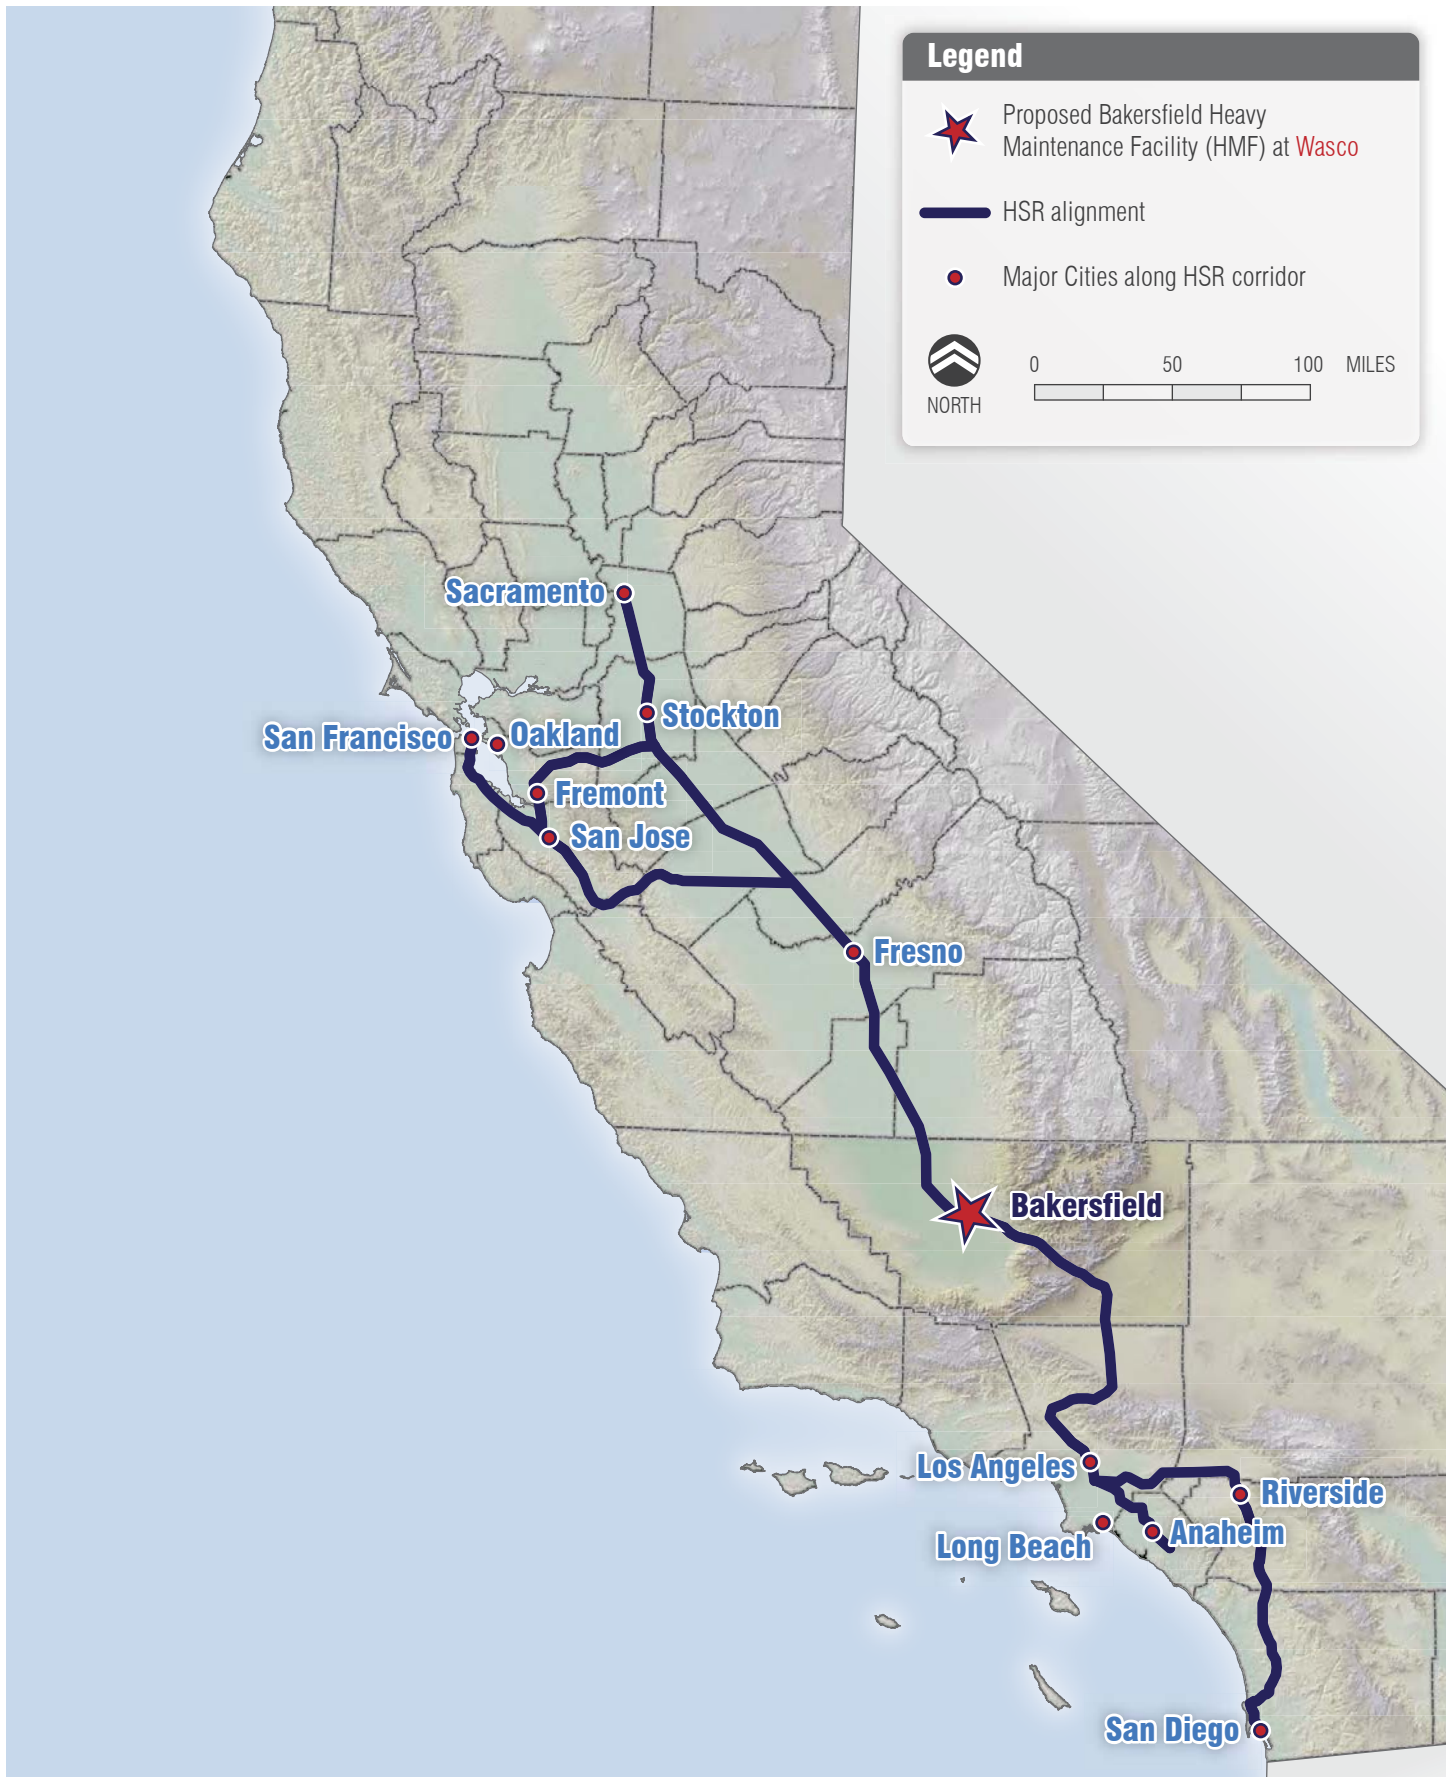 Legend
Proposed Bakersfield Heavy
Maintenance Facility (HMF) at Wasco
HSR alignment
Major Cities along HSR corridor
0 50 100 MILES
NORTH
Sacramento
Stockton
San Francisco
Oakland
Fremont
San Jose
Fresno
Bakersfield
Los Angeles
Riverside
Anaheim
Long Beach
San Diego